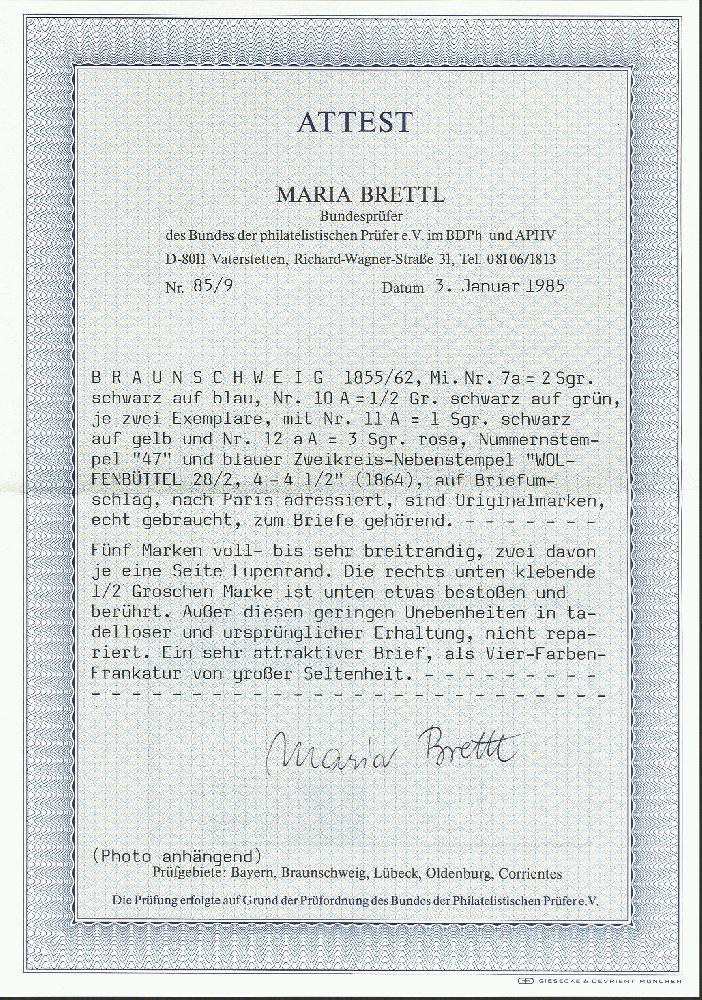 ATTEST
MARIA BRETTL
Bundesprüfer
des Bundes der philatelistischen Prüfer e.V. im BDPh und APHV
D-8011 Vaterstetten, Richard-Wagner-Straße 31, Tel. 08106/1813
Nr. 85/9 Datum 3. Januar 1985
B R A U N S C H W E I G 1855/62, Mi.Nr. 7a = 2 Sgr.
schwarz auf blau, Nr. 10 A = 1/2 Gr. schwarz auf grün,
je zwei Exemplare, mit Nr. 11 A = 1 Sgr. schwarz
auf gelb und Nr. 12 aA = 3 Sgr. rosa, Nummernstem-
pel "47" und blauer Zweikreis-Nebenstempel "WOL-
FENBÜTTEL 28/2, 4-4 1/2" (1864), auf Briefum-
schlag, nach Paris adressiert, sind Originalmarken,
echt gebraucht, zum Briefe gehörend. - - - - - - -
Fünf Marken voll- bis sehr breitrandig, zwei davon
je eine Seite Lupenrand. Die rechts unten klebende
1/2 Groschen Marke ist unten etwas bestoßen und
berührt. Außer diesen geringen Unebenheiten in ta-
delloser und ursprünglicher Erhaltung, nicht repa-
riert. Ein sehr attraktiver Brief, als Vier-Farben-
Frankatur von großer Seltenheit. - - - - - - - - -
- - - - - - - - - - - - - - - - - - - - - - - - - -
Maria Brettl
(Photo anhängend)
Prüfgebiete: Bayern, Braunschweig, Lübeck, Oldenburg, Corrientes
Die Prüfung erfolgte auf Grund der Prüfordnung des Bundes der Philatelistischen Prüfer e.V.
GIESECKE & DEVRIENT MÜNCHEN